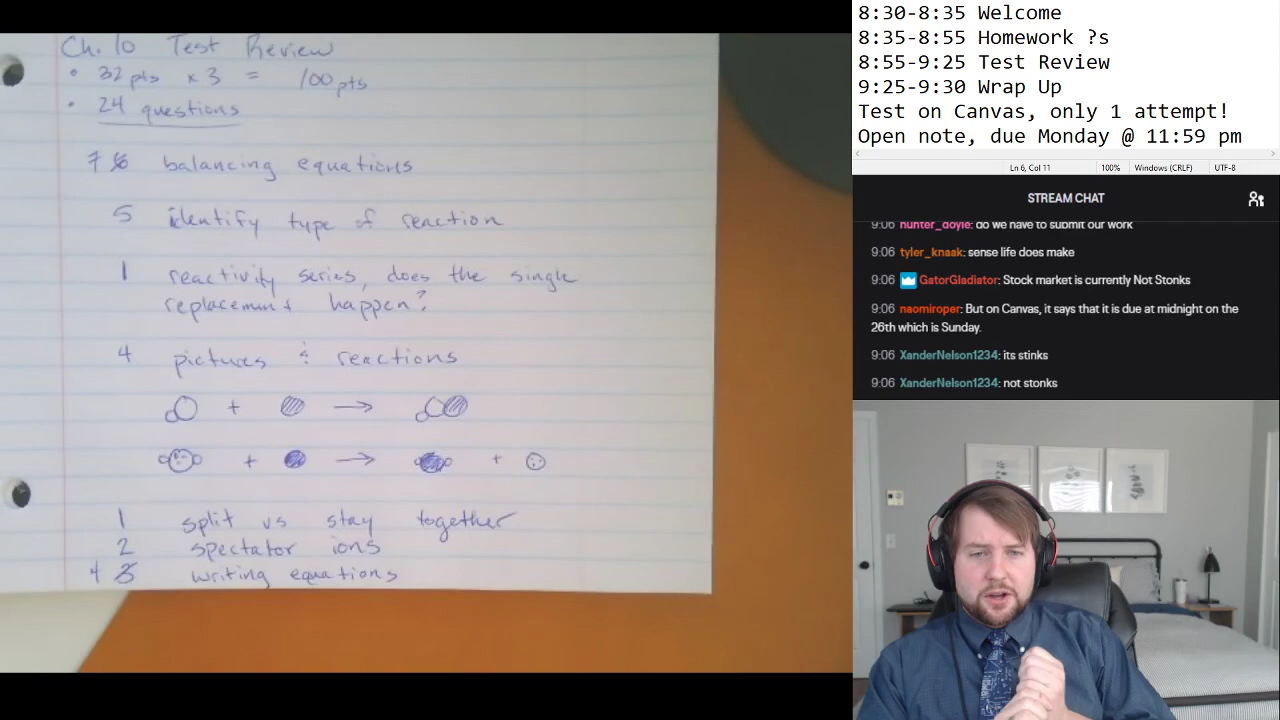 Ch. 10 Test Review
• 32 pts x 3 = 100 pts
• 24 questions
7 6 balancing equations
5 identify type of reaction
1 reactivity series, does the single
replacement happen?
4 pictures & reactions
+ →
+ → +
1 split vs stay together
2 spectator ions
4 3 writing equations
8:30-8:35 Welcome
8:35-8:55 Homework ?s
8:55-9:25 Test Review
9:25-9:30 Wrap Up
Test on Canvas, only 1 attempt!
Open note, due Monday @ 11:59 pm
Ln 6, Col 11 100% Windows (CRLF) UTF-8
STREAM CHAT
9:06 hunter_doyle: do we have to submit our work
9:06 tyler_knaak: sense life does make
9:06 GatorGladiator: Stock market is currently Not Stonks
9:06 naomiroper: But on Canvas, it says that it is due at midnight on the
26th which is Sunday.
9:06 XanderNelson1234: its stinks
9:06 XanderNelson1234: not stonks